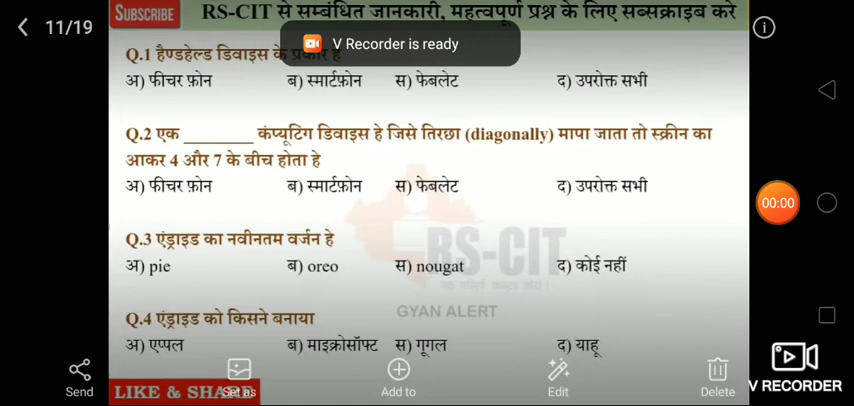 11/19
SUBSCRIBE
RS-CIT से सम्बंधित जानकारी, महत्वपूर्ण प्रश्न के लिए सब्सक्राइब करे
V Recorder is ready
Q.1 हैण्डहेल्ड डिवाइस के प्रकार हे
अ) फीचर फ़ोन ब) स्मार्टफ़ोन स) फेबलेट द) उपरोक्त सभी
Q.2 एक ________ कंप्यूटिंग डिवाइस हे जिसे तिरछा (diagonally) मापा जाता तो स्क्रीन का
आकर 4 और 7 के बीच होता हे
अ) फीचर फ़ोन ब) स्मार्टफ़ोन स) फेबलेट द) उपरोक्त सभी
00:00
Q.3 एंड्राइड का नवीनतम वर्जन हे
अ) pie ब) oreo स) nougat द) कोई नहीं
RS-CIT
GYAN ALERT
Q.4 एंड्राइड को किसने बनाया
अ) एप्पल ब) माइक्रोसॉफ्ट स) गूगल द) याहू
V RECORDER
LIKE & SHARE
Send Set as Add to Edit Delete